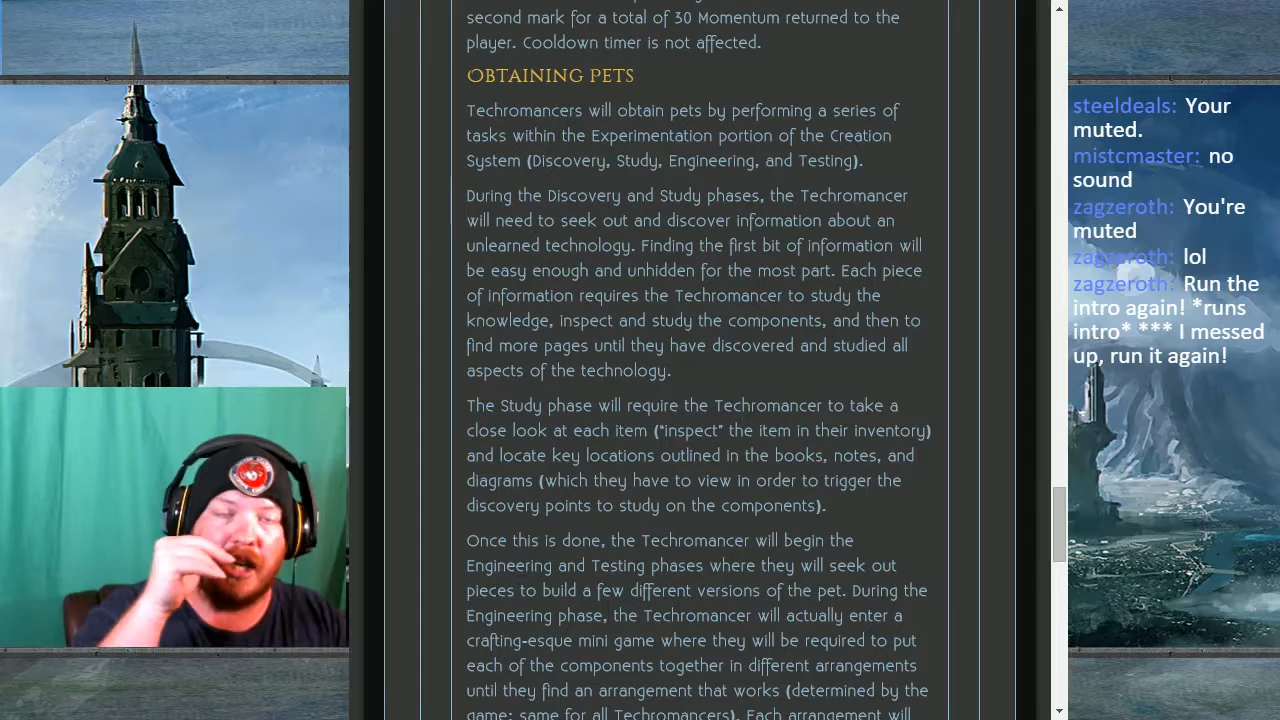 second mark for a total of 30 Momentum returned to the
player. Cooldown timer is not affected.
Obtaining Pets
Techromancers will obtain pets by performing a series of
tasks within the Experimentation portion of the Creation
System (Discovery, Study, Engineering, and Testing).
During the Discovery and Study phases, the Techromancer
will need to seek out and discover information about an
unlearned technology. Finding the first bit of information will
be easy enough and unhidden for the most part. Each piece
of information requires the Techromancer to study the
knowledge, inspect and study the components, and then to
find more pages until they have discovered and studied all
aspects of the technology.
The Study phase will require the Techromancer to take a
close look at each item ("inspect" the item in their inventory)
and locate key locations outlined in the books, notes, and
diagrams (which they have to view in order to trigger the
discovery points to study on the components).
Once this is done, the Techromancer will begin the
Engineering and Testing phases where they will seek out
pieces to build a few different versions of the pet. During the
Engineering phase, the Techromancer will actually enter a
crafting-esque mini game where they will be required to put
each of the components together in different arrangements
until they find an arrangement that works (determined by the
game; same for all Techromancers). Each arrangement will
steeldeals: Your
muted.
mistcmaster: no
sound
zagzeroth: You're
muted
zagzeroth: lol
zagzeroth: Run the
intro again! *runs
intro* *** I messed
up, run it again!